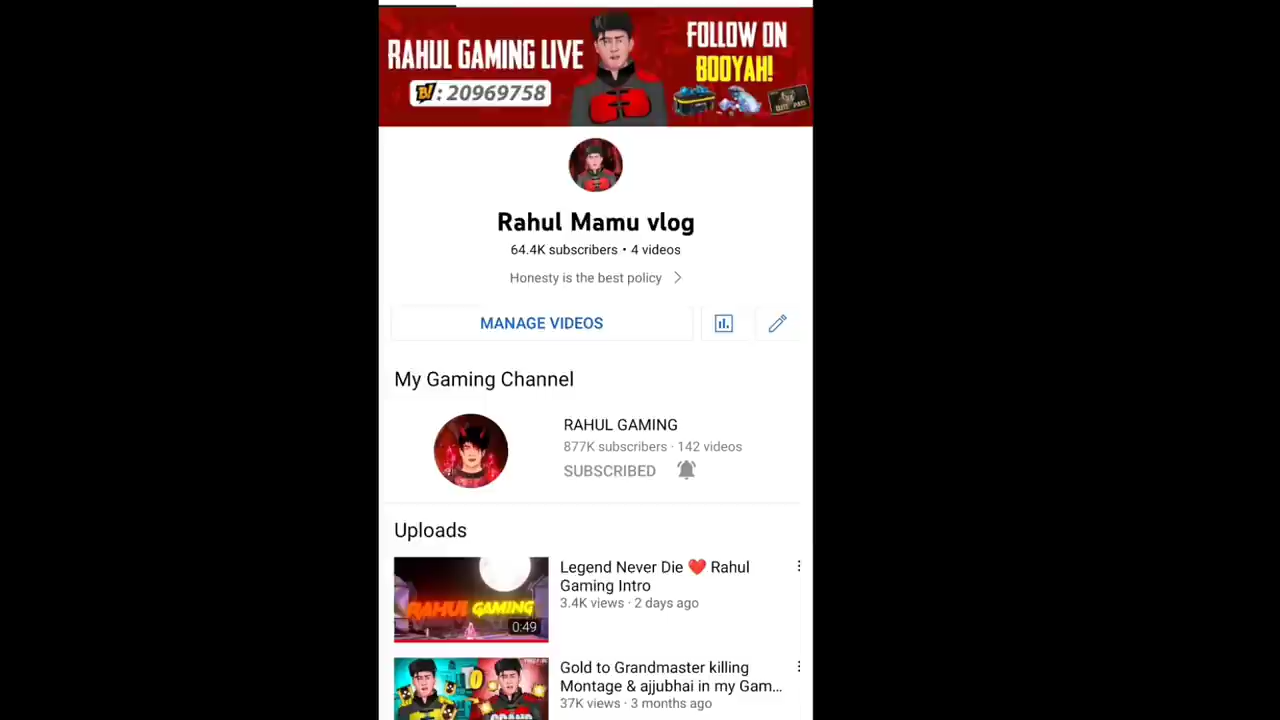 RAHUL GAMING LIVE
: 20969758
FOLLOW ON
BOOYAH!
Rahul Mamu vlog
64.4K subscribers • 4 videos
Honesty is the best policy
MANAGE VIDEOS
My Gaming Channel
RAHUL GAMING
877K subscribers · 142 videos
SUBSCRIBED
Uploads
RAHUL GAMING
0:49
Legend Never Die ❤️ Rahul
Gaming Intro
3.4K views · 2 days ago
Gold to Grandmaster killing
Montage & ajjubhai in my Gam...
37K views · 3 months ago